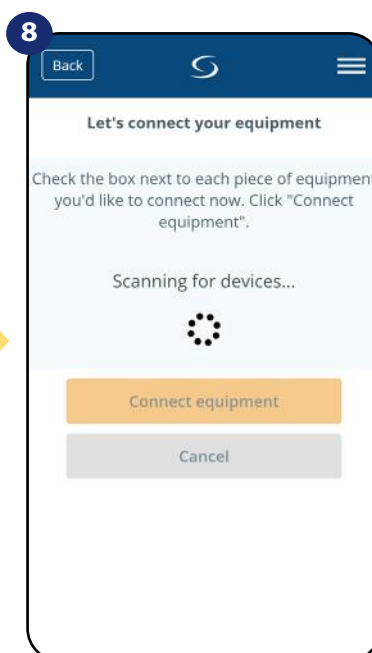 8
Back
Let's connect your equipment
Check the box next to each piece of equipment
you'd like to connect now. Click "Connect
equipment".
Scanning for devices...
Connect equipment
Cancel